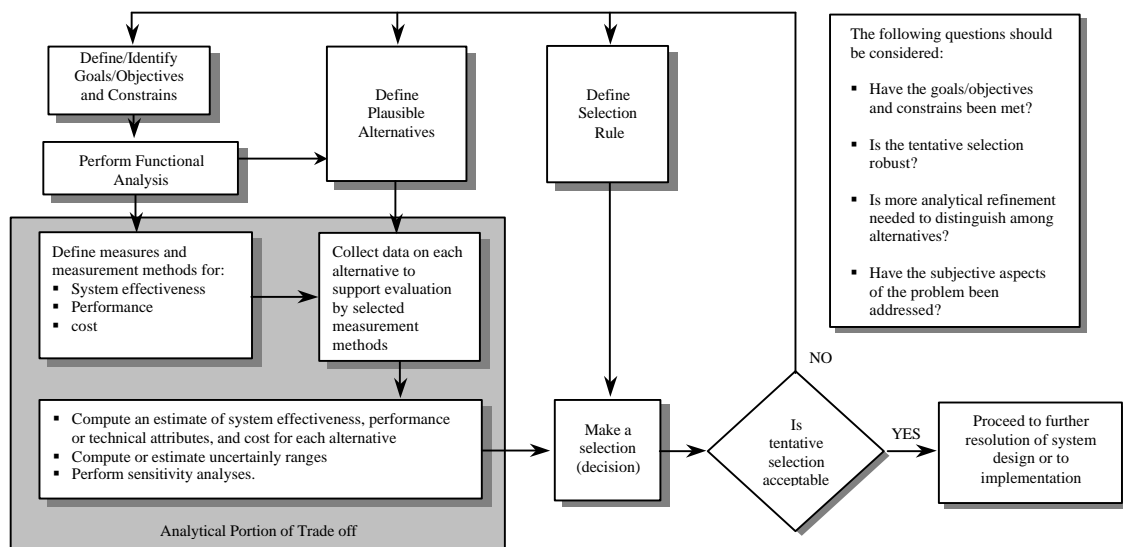 Define/Identify
Goals/Objectives
and Constrains
Perform Functional
Analysis
Define
Plausible
Alternatives
Define
Selection
Rule
The following questions should
be considered:
▪ Have the goals/objectives
and constrains been met?
▪ Is the tentative selection
robust?
▪ Is more analytical refinement
needed to distinguish among
alternatives?
▪ Have the subjective aspects
of the problem been
addressed?
Define measures and
measurement methods for:
▪ System effectiveness
▪ Performance
▪ cost
Collect data on each
alternative to
support evaluation
by selected
measurement
methods
▪ Compute an estimate of system effectiveness, performance
or technical attributes, and cost for each alternative
▪ Compute or estimate uncertainly ranges
▪ Perform sensitivity analyses.
Analytical Portion of Trade off
Make a
selection
(decision)
NO
Is
tentative
selection
acceptable
YES
Proceed to further
resolution of system
design or to
implementation